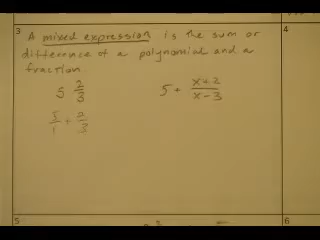 3
4
A mixed expression is the sum or
difference of a polynomial and a
fraction.
5 2/3
5 + x+2/x-3
5/1 + 2/3
5
6